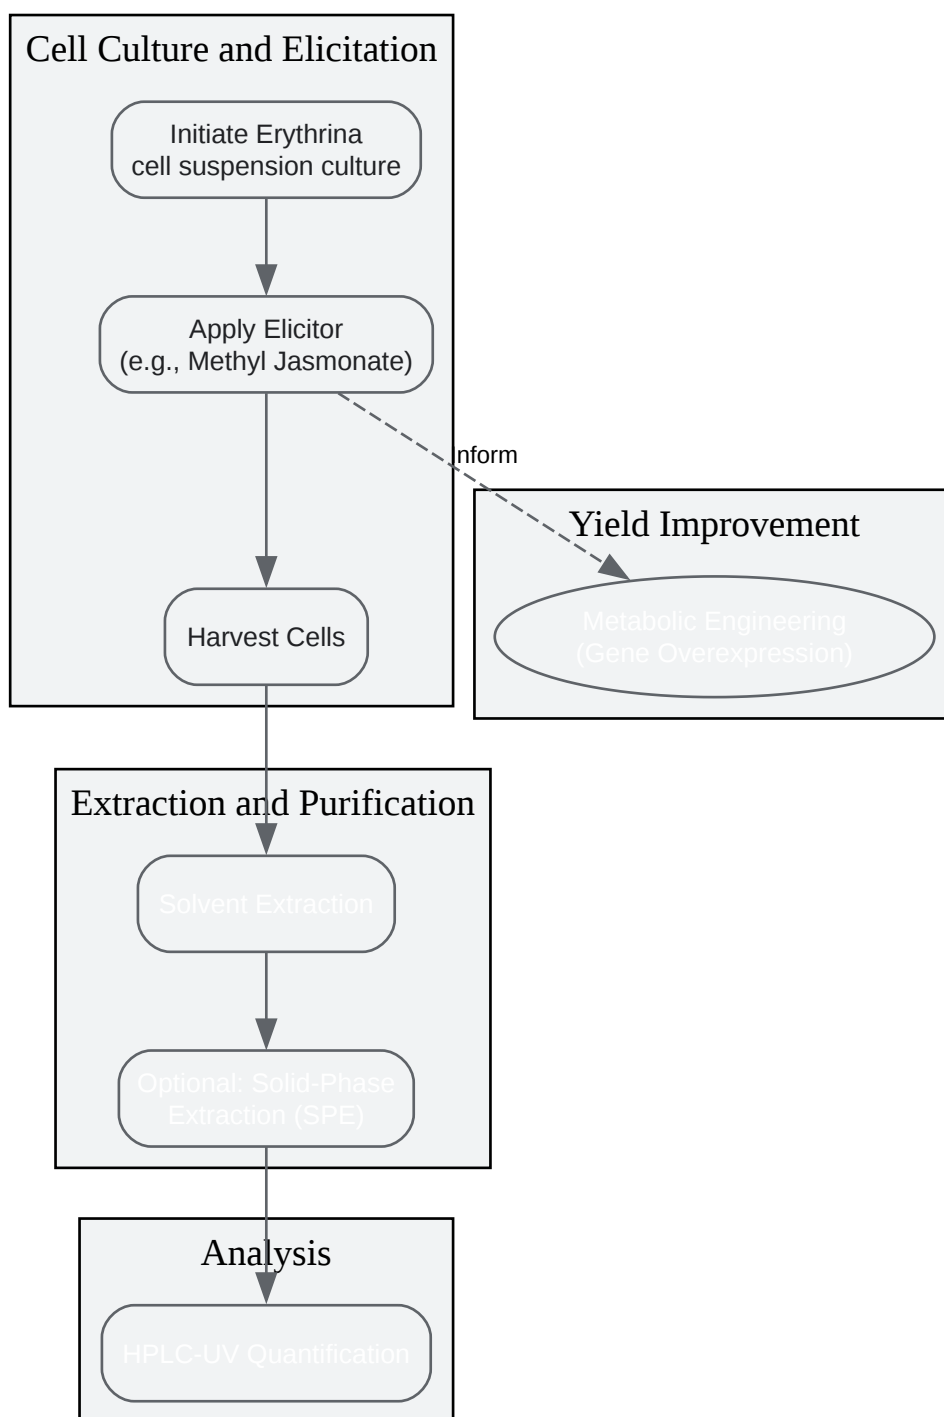 Cell Culture and Elicitation
Initiate Erythrina
cell suspension culture
Apply Elicitor
(e.g., Methyl Jasmonate)
Inform
Yield Improvement
Metabolic Engineering
(Gene Overexpression)
Harvest Cells
Extraction and Purification
Solvent Extraction
Optional: Solid-Phase
Extraction (SPE)
Analysis
HPLC-UV Quantification